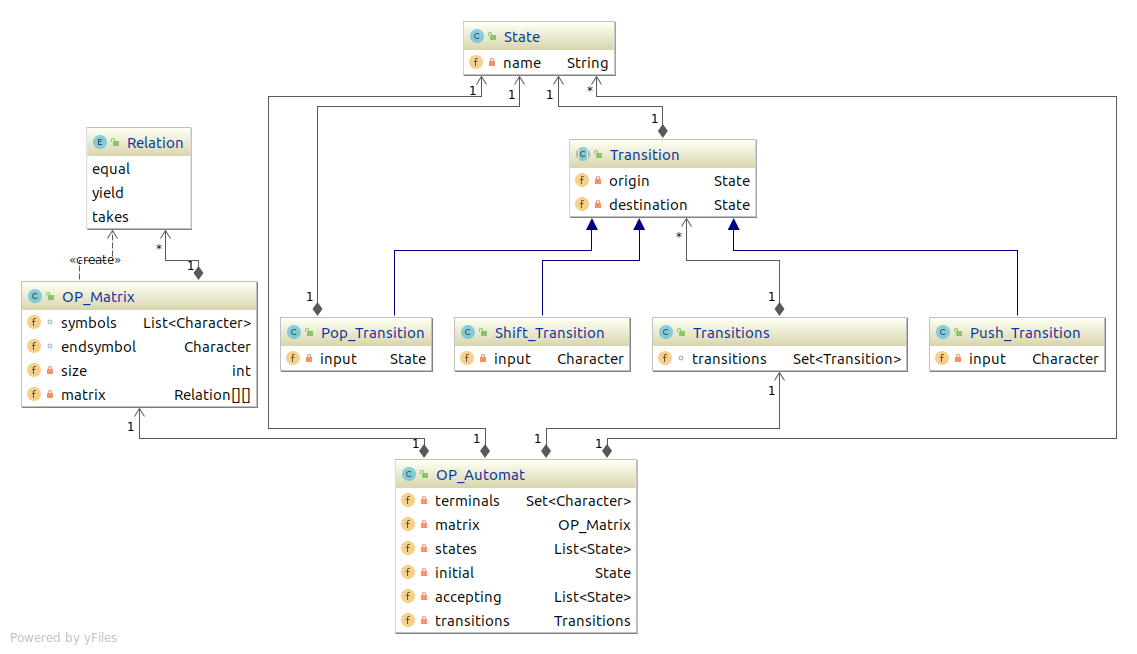 C State
f name String
1 1 1 *
1
E Relation
equal
yield
takes
C Transition
f origin State
f destination State
* *
«create» 1
1 1
C OP_Matrix
f symbols List<Character>
f endsymbol Character
f size int
f matrix Relation[][]
C Pop_Transition
f input State
C Shift_Transition
f input Character
C Transitions
f transitions Set<Transition>
C Push_Transition
f input Character
1 1
1 1 1 1
C OP_Automat
f terminals Set<Character>
f matrix OP_Matrix
f states List<State>
f initial State
f accepting List<State>
f transitions Transitions
Powered by yFiles